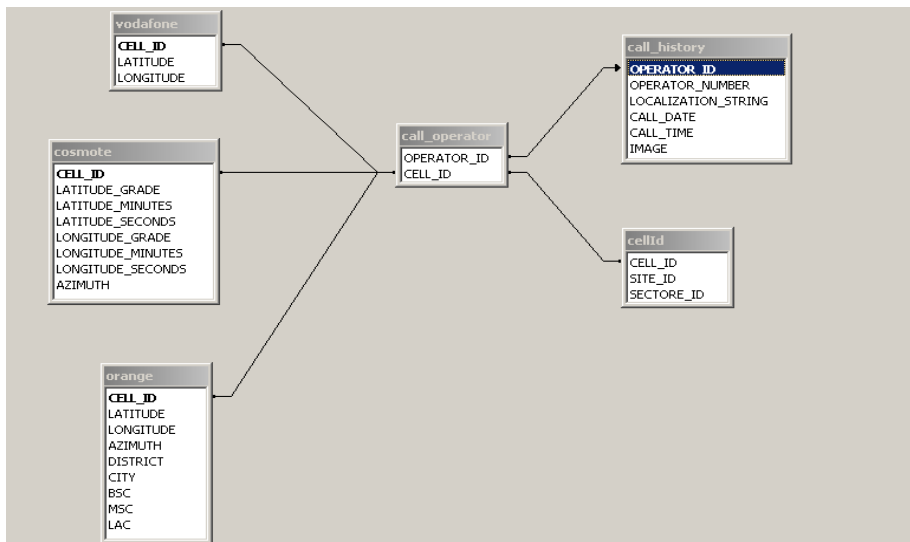 vodafone
CELL_ID
LATITUDE
LONGITUDE
cosmote
CELL_ID
LATITUDE_GRADE
LATITUDE_MINUTES
LATITUDE_SECONDS
LONGITUDE_GRADE
LONGITUDE_MINUTES
LONGITUDE_SECONDS
AZIMUTH
orange
CELL_ID
LATITUDE
LONGITUDE
AZIMUTH
DISTRICT
CITY
BSC
MSC
LAC
call_operator
OPERATOR_ID
CELL_ID
call_history
OPERATOR_ID
OPERATOR_NUMBER
LOCALIZATION_STRING
CALL_DATE
CALL_TIME
IMAGE
cellId
CELL_ID
SITE_ID
SECTORE_ID